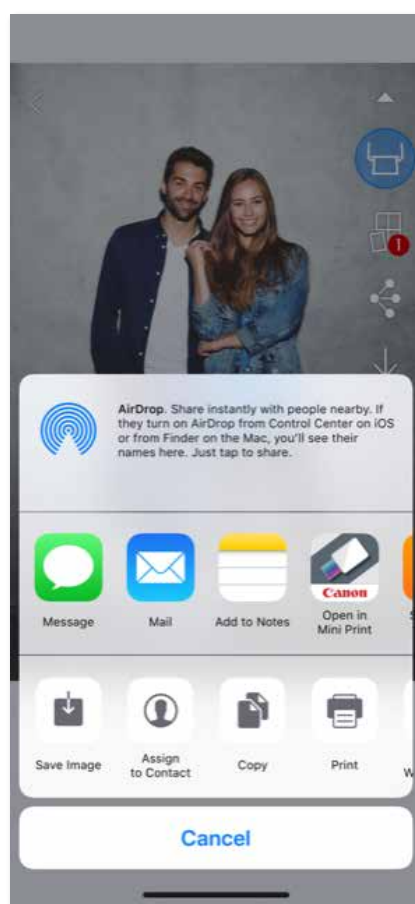 1
AirDrop. Share instantly with people nearby. If
they turn on AirDrop from Control Center on iOS
or from Finder on the Mac, you'll see their
names here. Just tap to share.
Canon
Message
Mail
Add to Notes
Open in
Mini Print
S
Save Image
Assign
to Contact
Copy
Print
W
Cancel